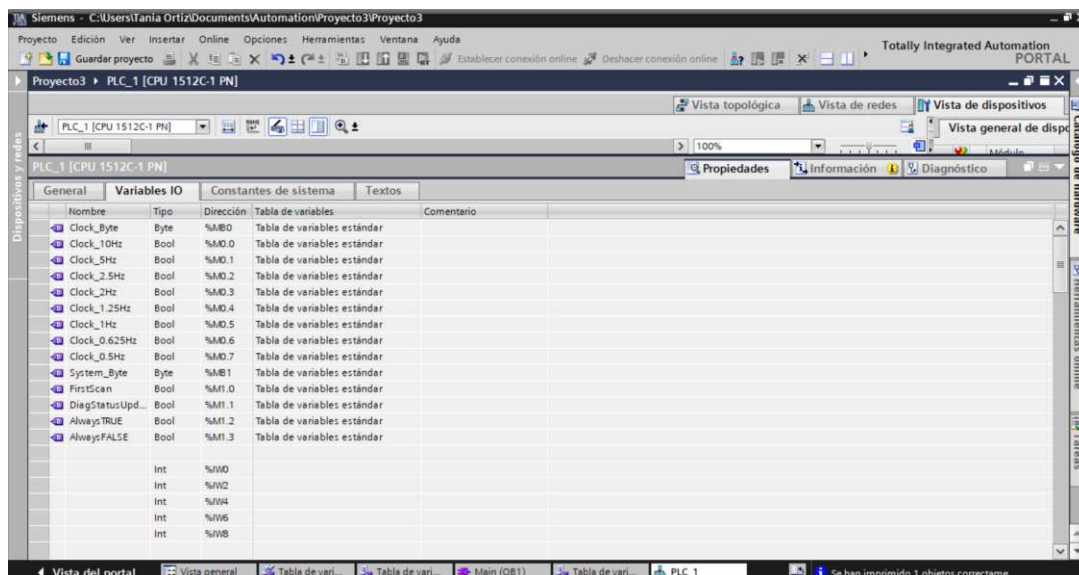 Siemens - C:\Users\Tania Ortiz\Documents\Automation\Proyecto3\Proyecto3
Proyecto Edición Ver Insertar Online Opciones Herramientas Ventana Ayuda
Totally Integrated Automation
PORTAL
Guardar proyecto Establecer conexión online Deshacer conexión online
Proyecto3 PLC_1 [CPU 1512C-1 PN]
Vista topológica Vista de redes Vista de dispositivos
PLC_1 [CPU 1512C-1 PN] Vista general de dispo
100% Módulo
PLC_1 [CPU 1512C-1 PN] Propiedades Información Diagnóstico
General Variables IO Constantes de sistema Textos
Nombre Tipo Dirección Tabla de variables Comentario
Clock_Byte Byte %MB0 Tabla de variables estándar
Clock_10Hz Bool %M0.0 Tabla de variables estándar
Clock_5Hz Bool %M0.1 Tabla de variables estándar
Clock_2.5Hz Bool %M0.2 Tabla de variables estándar
Clock_2Hz Bool %M0.3 Tabla de variables estándar
Clock_1.25Hz Bool %M0.4 Tabla de variables estándar
Clock_1Hz Bool %M0.5 Tabla de variables estándar
Clock_0.625Hz Bool %M0.6 Tabla de variables estándar
Clock_0.5Hz Bool %M0.7 Tabla de variables estándar
System_Byte Byte %MB1 Tabla de variables estándar
FirstScan Bool %M1.0 Tabla de variables estándar
DiagStatusUpd... Bool %M1.1 Tabla de variables estándar
AlwaysTRUE Bool %M1.2 Tabla de variables estándar
AlwaysFALSE Bool %M1.3 Tabla de variables estándar
Int %IW0
Int %IW2
Int %IW4
Int %IW6
Int %IW8
Dispositivos y redes
Catálogo de hardware
Herramientas online
Tareas
Vista del portal Vista general Tabla de vari... Tabla de vari... Main (OB1) Tabla de vari... PLC_1 Se han imprimido 1 objetos correctame